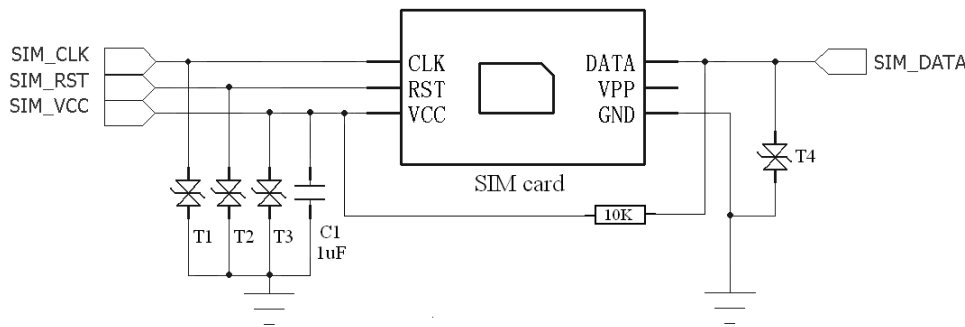 SIM_CLK
SIM_RST
SIM_VCC
CLK
RST
VCC
DATA
VPP
GND
SIM_DATA
SIM card
T1
T2
T3
C1
1uF
10K
T4